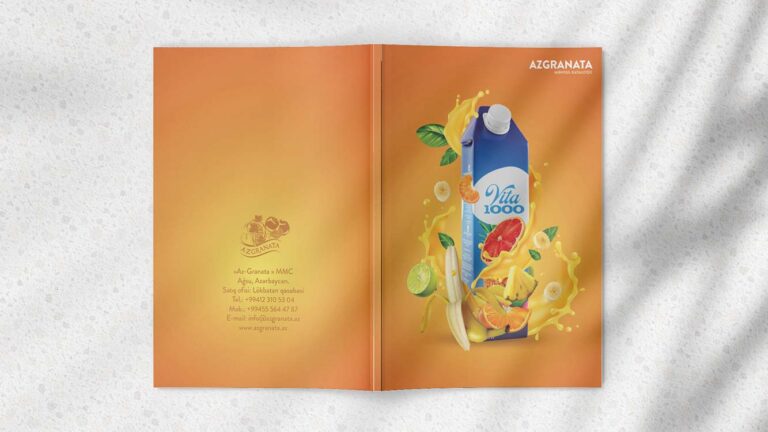 AZGRANATA
«Az-Granata » MMC
Ağsu, Azərbaycan,
Satış ofisi: Lökbatan qəsəbəsi
Tel.: +99412 310 53 04
Mob.: +99455 564 47 87
E-mail: info@azgranata.az
www.azgranata.az
AZGRANATA
Vita
1000